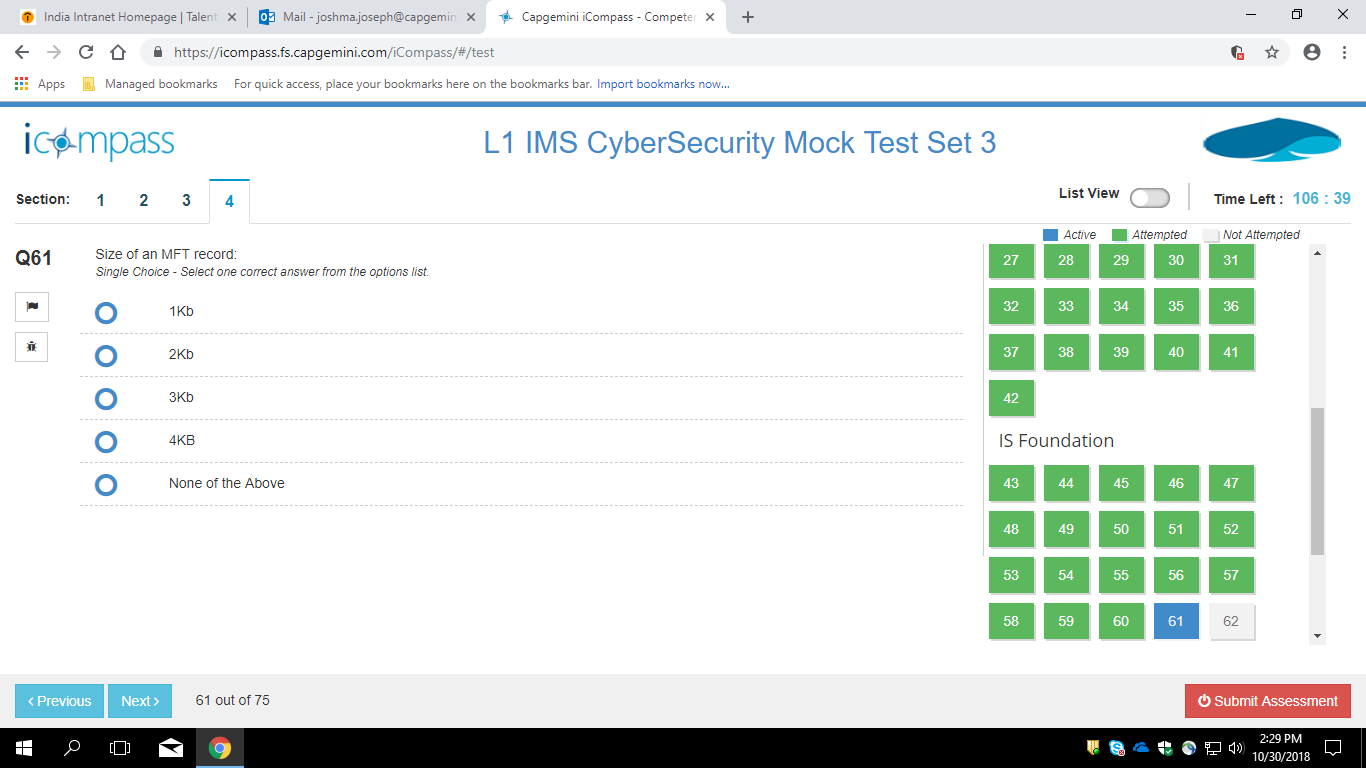 India Intranet Homepage | Talent
Mail - joshma.joseph@capgemin
Capgemini iCompass - Competen
https://icompass.fs.capgemini.com/iCompass/#/test
Apps
Managed bookmarks
For quick access, place your bookmarks here on the bookmarks bar. Import bookmarks now...
icompass
L1 IMS CyberSecurity Mock Test Set 3
Section: 1 2 3 4
List View
Time Left : 106 : 39
Active Attempted Not Attempted
Q61
Size of an MFT record:
Single Choice - Select one correct answer from the options list.
1Kb
2Kb
3Kb
4KB
None of the Above
27 28 29 30 31
32 33 34 35 36
37 38 39 40 41
42
IS Foundation
43 44 45 46 47
48 49 50 51 52
53 54 55 56 57
58 59 60 61 62
‹ Previous
Next ›
61 out of 75
Submit Assessment
2:29 PM
10/30/2018